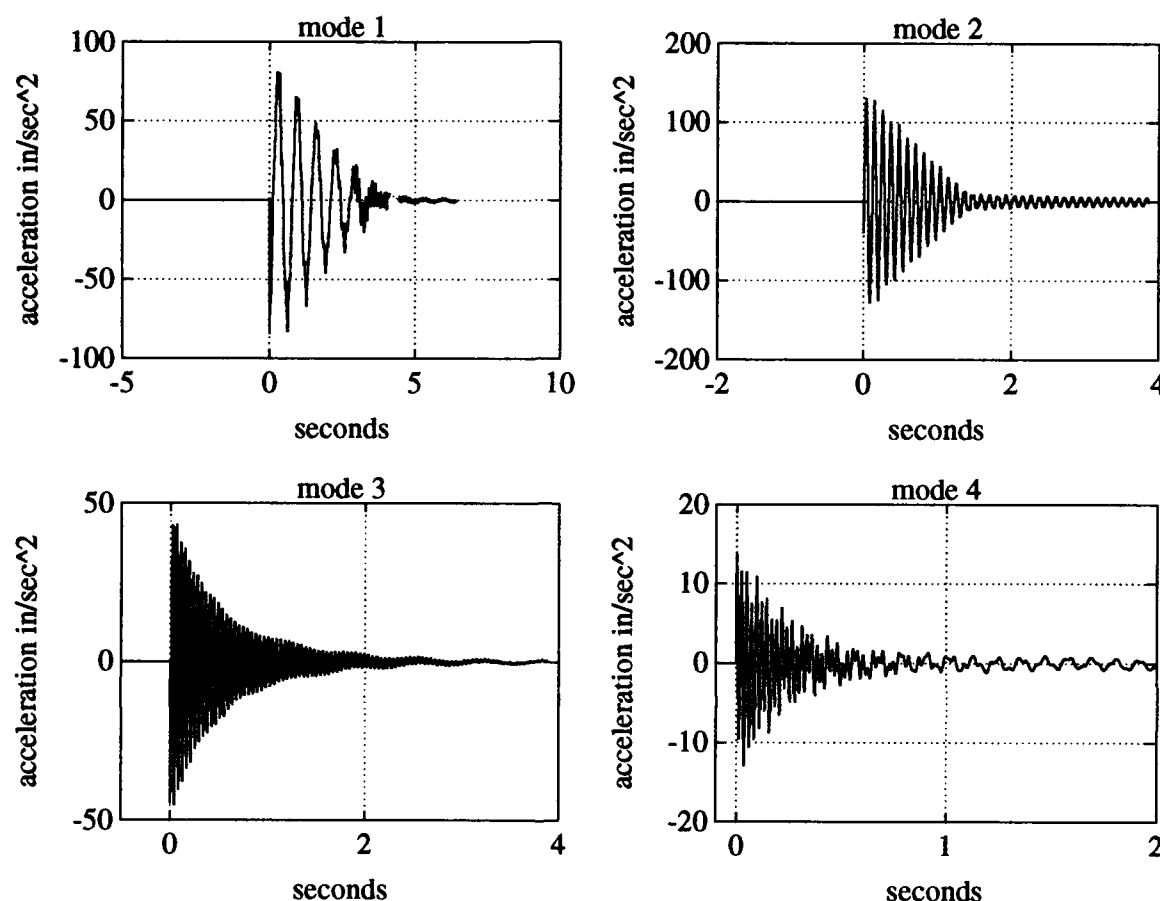 mode 1
100
50
0
-50
-100
acceleration in/sec^2
-5
0
5
10
seconds
mode 2
200
100
0
-100
-200
acceleration in/sec^2
-2
0
2
4
seconds
mode 3
50
0
-50
acceleration in/sec^2
0
2
4
seconds
mode 4
20
10
0
-10
-20
acceleration in/sec^2
0
1
2
seconds